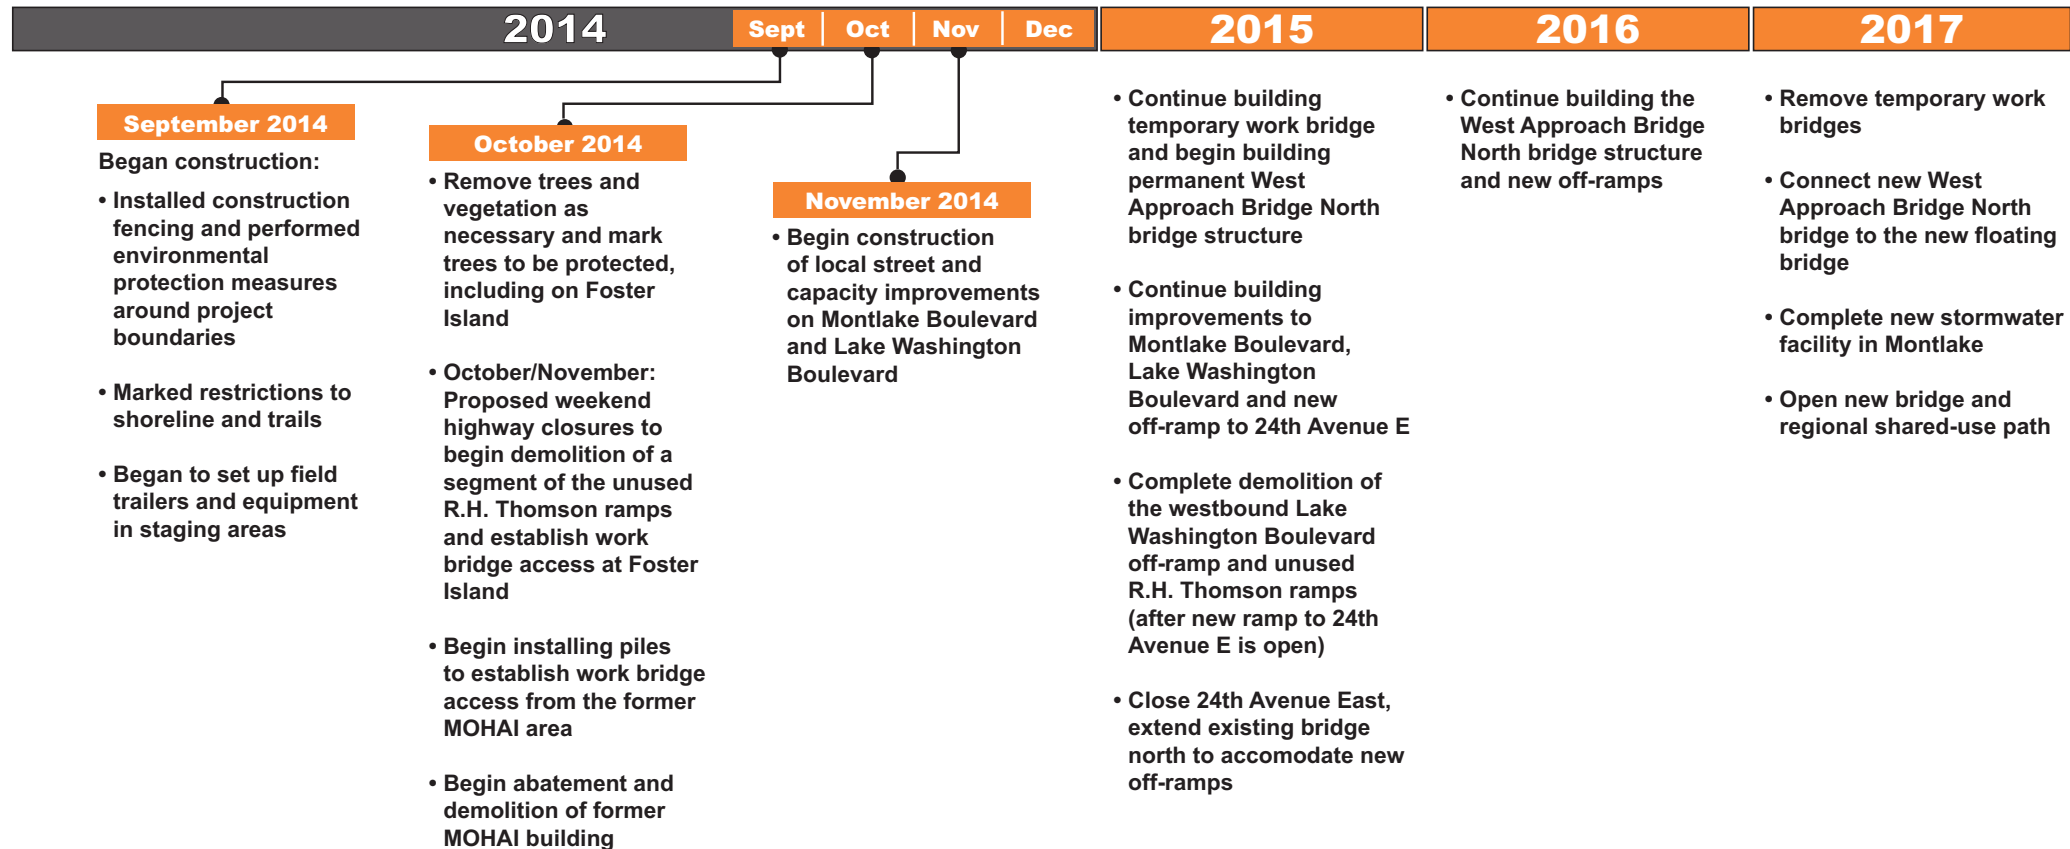 2014
Sept
Oct
Nov
Dec
2015
2016
2017
September 2014
Began construction:
• Installed construction
fencing and performed
environmental
protection measures
around project
boundaries
• Marked restrictions to
shoreline and trails
• Began to set up field
trailers and equipment
in staging areas
October 2014
• Remove trees and
vegetation as
necessary and mark
trees to be protected,
including on Foster
Island
• October/November:
Proposed weekend
highway closures to
begin demolition of a
segment of the unused
R.H. Thomson ramps
and establish work
bridge access at Foster
Island
• Begin installing piles
to establish work bridge
access from the former
MOHAI area
• Begin abatement and
demolition of former
MOHAI building
November 2014
• Begin construction
of local street and
capacity improvements
on Montlake Boulevard
and Lake Washington
Boulevard
• Continue building
temporary work bridge
and begin building
permanent West
Approach Bridge North
bridge structure
• Continue building
improvements to
Montlake Boulevard,
Lake Washington
Boulevard and new
off-ramp to 24th Avenue E
• Complete demolition of
the westbound Lake
Washington Boulevard
off-ramp and unused
R.H. Thomson ramps
(after new ramp to 24th
Avenue E is open)
• Close 24th Avenue East,
extend existing bridge
north to accomodate new
off-ramps
• Continue building the
West Approach Bridge
North bridge structure
and new off-ramps
• Remove temporary work
bridges
• Connect new West
Approach Bridge North
bridge to the new floating
bridge
• Complete new stormwater
facility in Montlake
• Open new bridge and
regional shared-use path